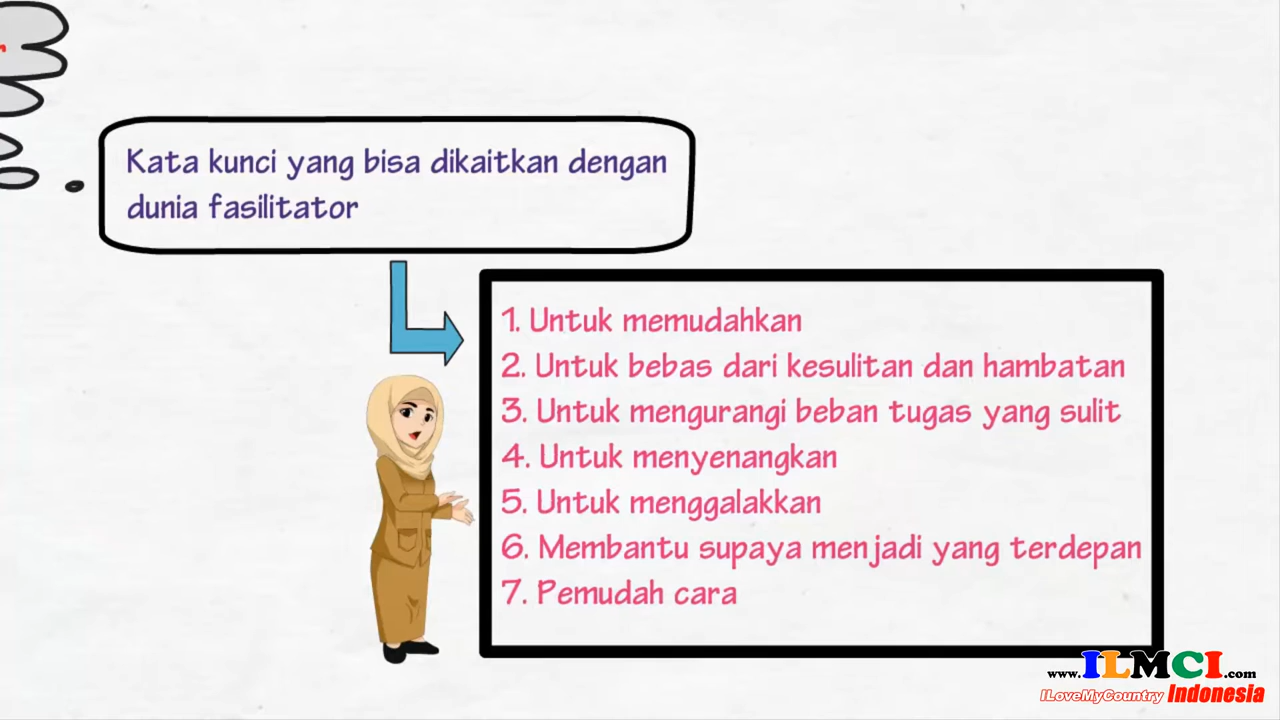 Kata kunci yang bisa dikaitkan dengan
dunia fasilitator
1. Untuk memudahkan
2. Untuk bebas dari kesulitan dan hambatan
3. Untuk mengurangi beban tugas yang sulit
4. Untuk menyenangkan
5. Untuk menggalakkan
6. Membantu supaya menjadi yang terdepan
7. Pemudah cara
www.ILMCI.com
ILoveMyCountry Indonesia